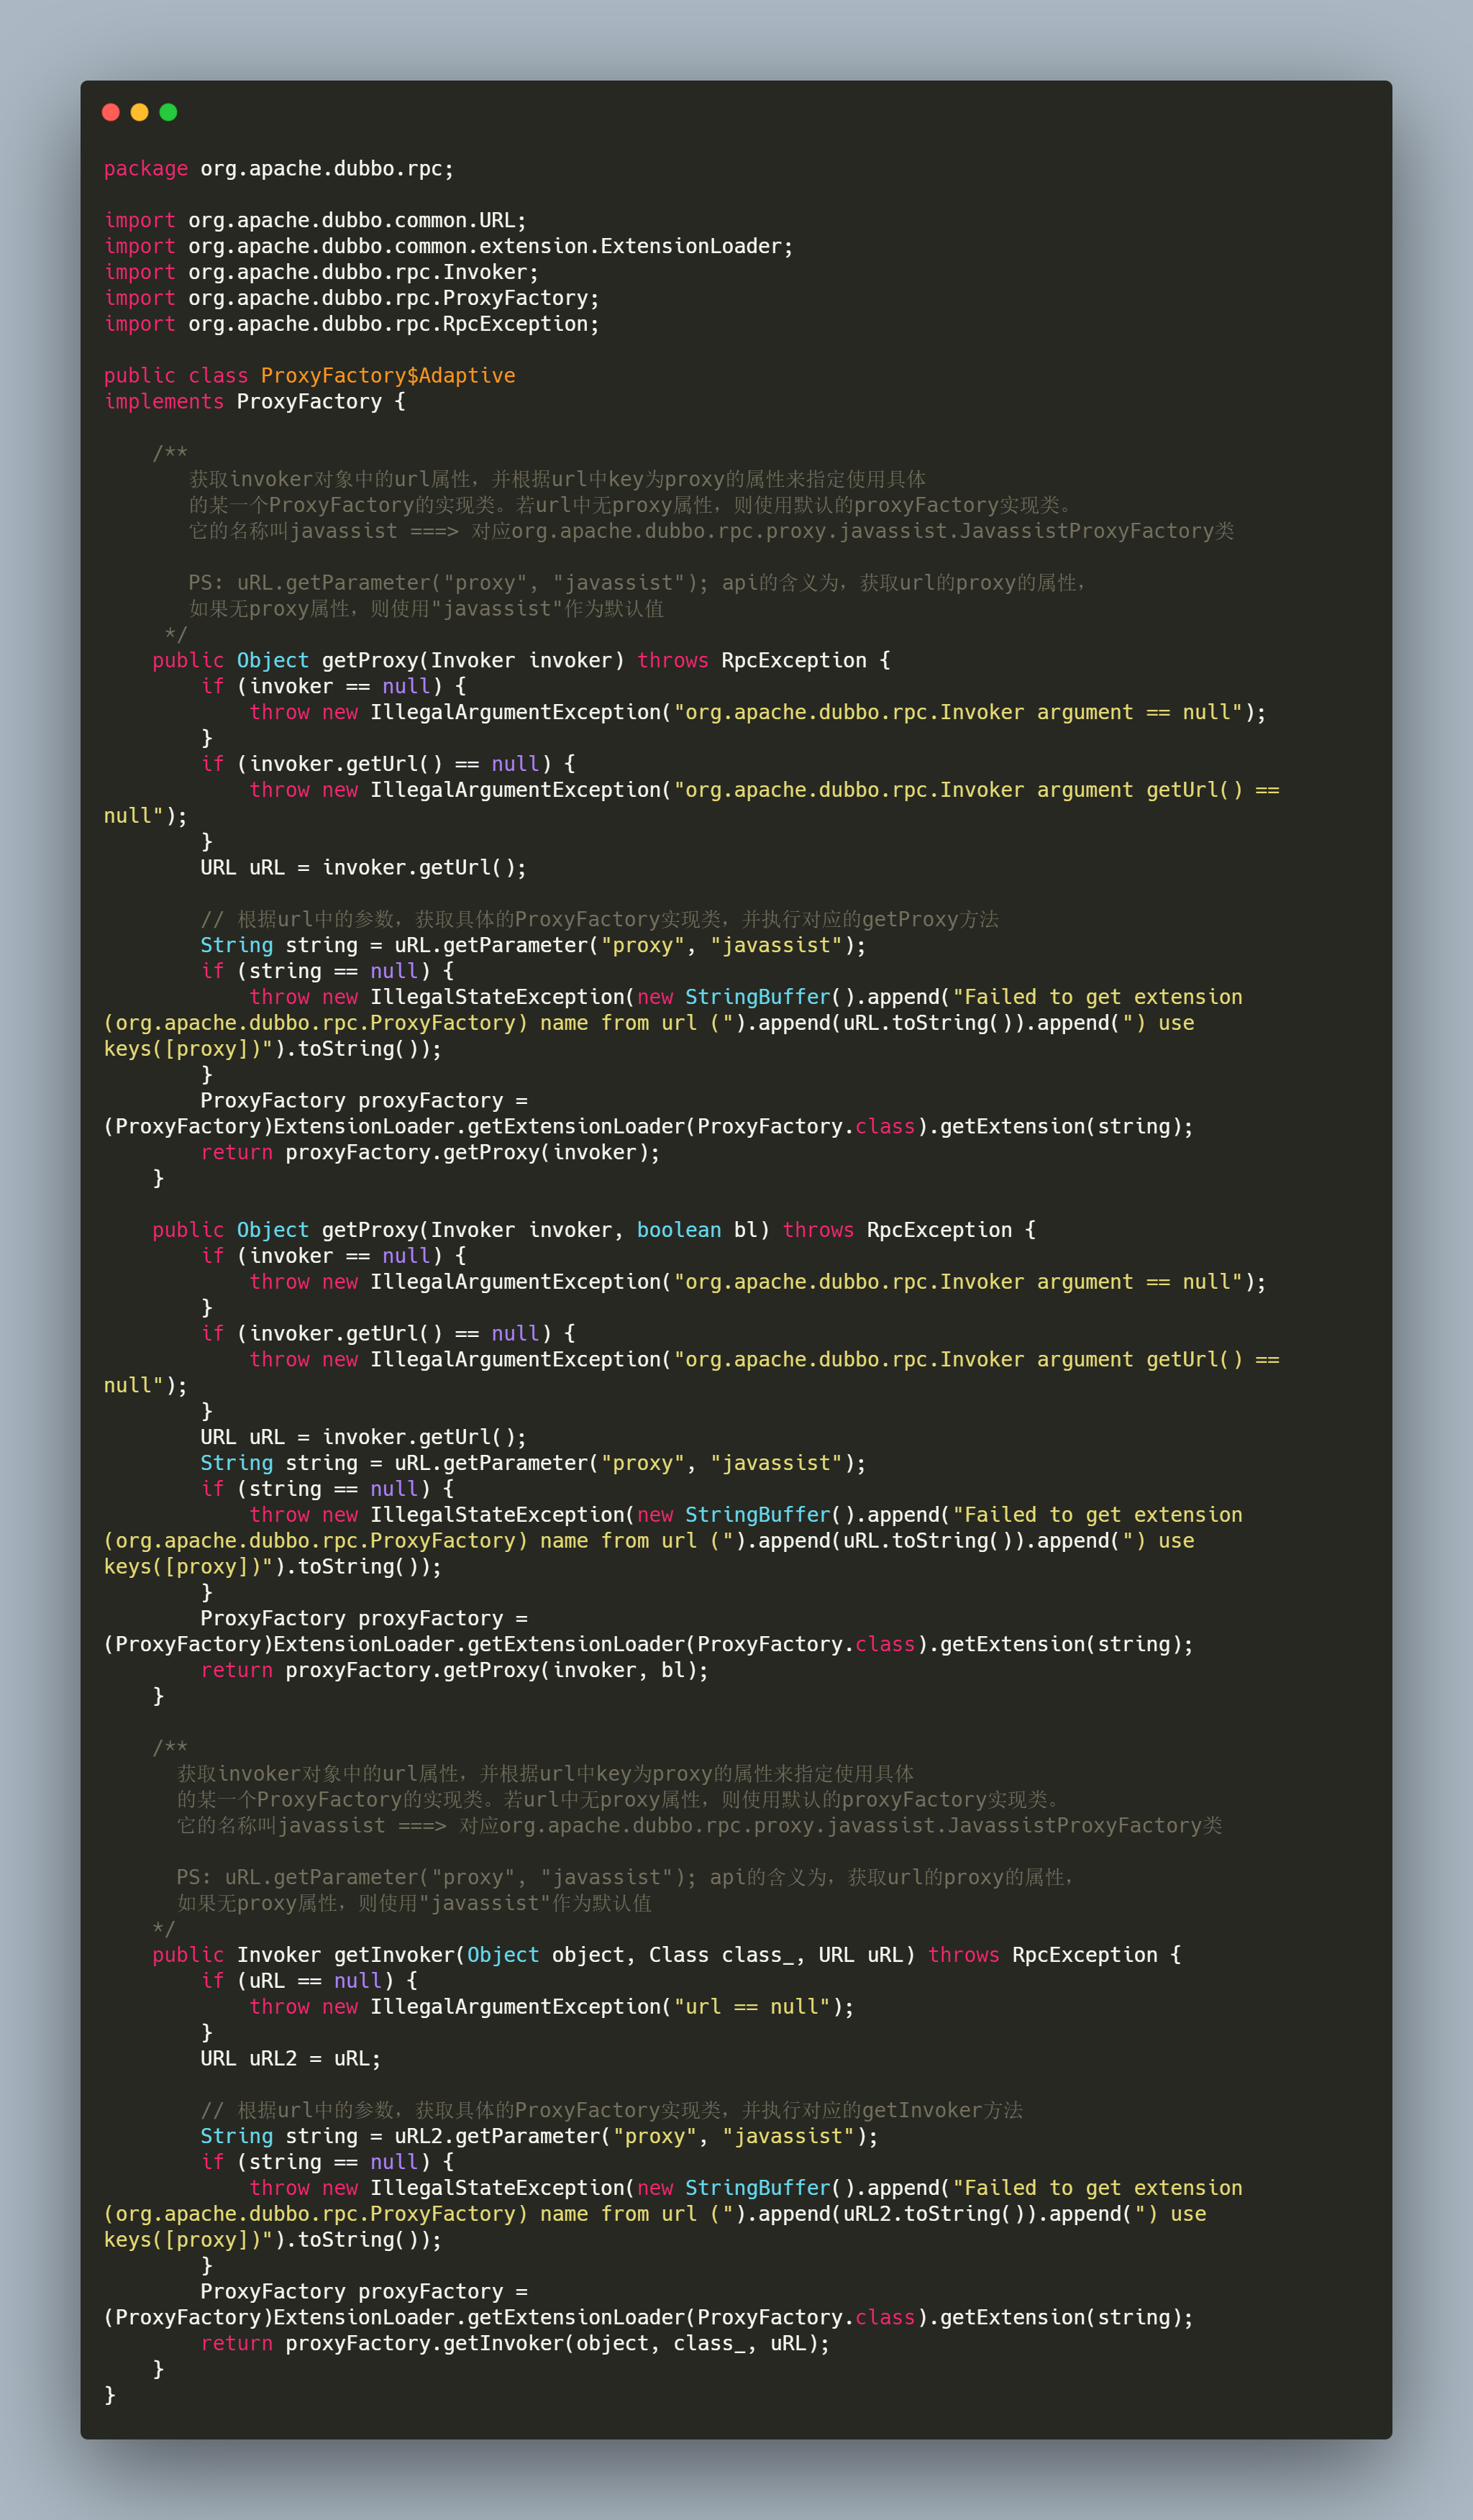 package org.apache.dubbo.rpc;

import org.apache.dubbo.common.URL;
import org.apache.dubbo.common.extension.ExtensionLoader;
import org.apache.dubbo.rpc.Invoker;
import org.apache.dubbo.rpc.ProxyFactory;
import org.apache.dubbo.rpc.RpcException;

public class ProxyFactory$Adaptive
implements ProxyFactory {

    /**
       获取invoker对象中的url属性，并根据url中key为proxy的属性来指定使用具体
       的某一个ProxyFactory的实现类。若url中无proxy属性，则使用默认的proxyFactory实现类。
       它的名称叫javassist ===> 对应org.apache.dubbo.rpc.proxy.javassist.JavassistProxyFactory类

       PS: uRL.getParameter("proxy", "javassist"); api的含义为，获取url的proxy的属性，
       如果无proxy属性，则使用"javassist"作为默认值
     */
    public Object getProxy(Invoker invoker) throws RpcException {
        if (invoker == null) {
            throw new IllegalArgumentException("org.apache.dubbo.rpc.Invoker argument == null");
        }
        if (invoker.getUrl() == null) {
            throw new IllegalArgumentException("org.apache.dubbo.rpc.Invoker argument getUrl() ==
null");
        }
        URL uRL = invoker.getUrl();

        // 根据url中的参数，获取具体的ProxyFactory实现类，并执行对应的getProxy方法
        String string = uRL.getParameter("proxy", "javassist");
        if (string == null) {
            throw new IllegalStateException(new StringBuffer().append("Failed to get extension
(org.apache.dubbo.rpc.ProxyFactory) name from url (").append(uRL.toString()).append(") use
keys([proxy])").toString());
        }
        ProxyFactory proxyFactory =
(ProxyFactory)ExtensionLoader.getExtensionLoader(ProxyFactory.class).getExtension(string);
        return proxyFactory.getProxy(invoker);
    }

    public Object getProxy(Invoker invoker, boolean bl) throws RpcException {
        if (invoker == null) {
            throw new IllegalArgumentException("org.apache.dubbo.rpc.Invoker argument == null");
        }
        if (invoker.getUrl() == null) {
            throw new IllegalArgumentException("org.apache.dubbo.rpc.Invoker argument getUrl() ==
null");
        }
        URL uRL = invoker.getUrl();
        String string = uRL.getParameter("proxy", "javassist");
        if (string == null) {
            throw new IllegalStateException(new StringBuffer().append("Failed to get extension
(org.apache.dubbo.rpc.ProxyFactory) name from url (").append(uRL.toString()).append(") use
keys([proxy])").toString());
        }
        ProxyFactory proxyFactory =
(ProxyFactory)ExtensionLoader.getExtensionLoader(ProxyFactory.class).getExtension(string);
        return proxyFactory.getProxy(invoker, bl);
    }

    /**
      获取invoker对象中的url属性，并根据url中key为proxy的属性来指定使用具体
      的某一个ProxyFactory的实现类。若url中无proxy属性，则使用默认的proxyFactory实现类。
      它的名称叫javassist ===> 对应org.apache.dubbo.rpc.proxy.javassist.JavassistProxyFactory类

      PS: uRL.getParameter("proxy", "javassist"); api的含义为，获取url的proxy的属性，
      如果无proxy属性，则使用"javassist"作为默认值
    */
    public Invoker getInvoker(Object object, Class class_, URL uRL) throws RpcException {
        if (uRL == null) {
            throw new IllegalArgumentException("url == null");
        }
        URL uRL2 = uRL;

        // 根据url中的参数，获取具体的ProxyFactory实现类，并执行对应的getInvoker方法
        String string = uRL2.getParameter("proxy", "javassist");
        if (string == null) {
            throw new IllegalStateException(new StringBuffer().append("Failed to get extension
(org.apache.dubbo.rpc.ProxyFactory) name from url (").append(uRL2.toString()).append(") use
keys([proxy])").toString());
        }
        ProxyFactory proxyFactory =
(ProxyFactory)ExtensionLoader.getExtensionLoader(ProxyFactory.class).getExtension(string);
        return proxyFactory.getInvoker(object, class_, uRL);
    }
}